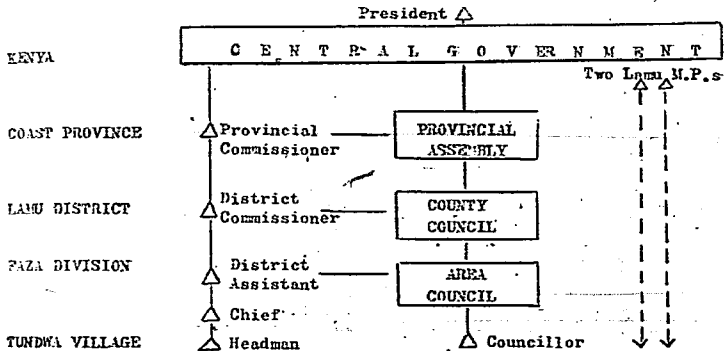 President
KENYA
C E N T R A L G O V E R N M E N T
Two Lamu M.P.s
COAST PROVINCE
Provincial
Commissioner
PROVINCIAL
ASSEMBLY
LAMU DISTRICT
District
Commissioner
COUNTY
COUNCIL
FAZA DIVISION
District
Assistant
AREA
COUNCIL
Chief
TUNDWA VILLAGE
Headman
Councillor